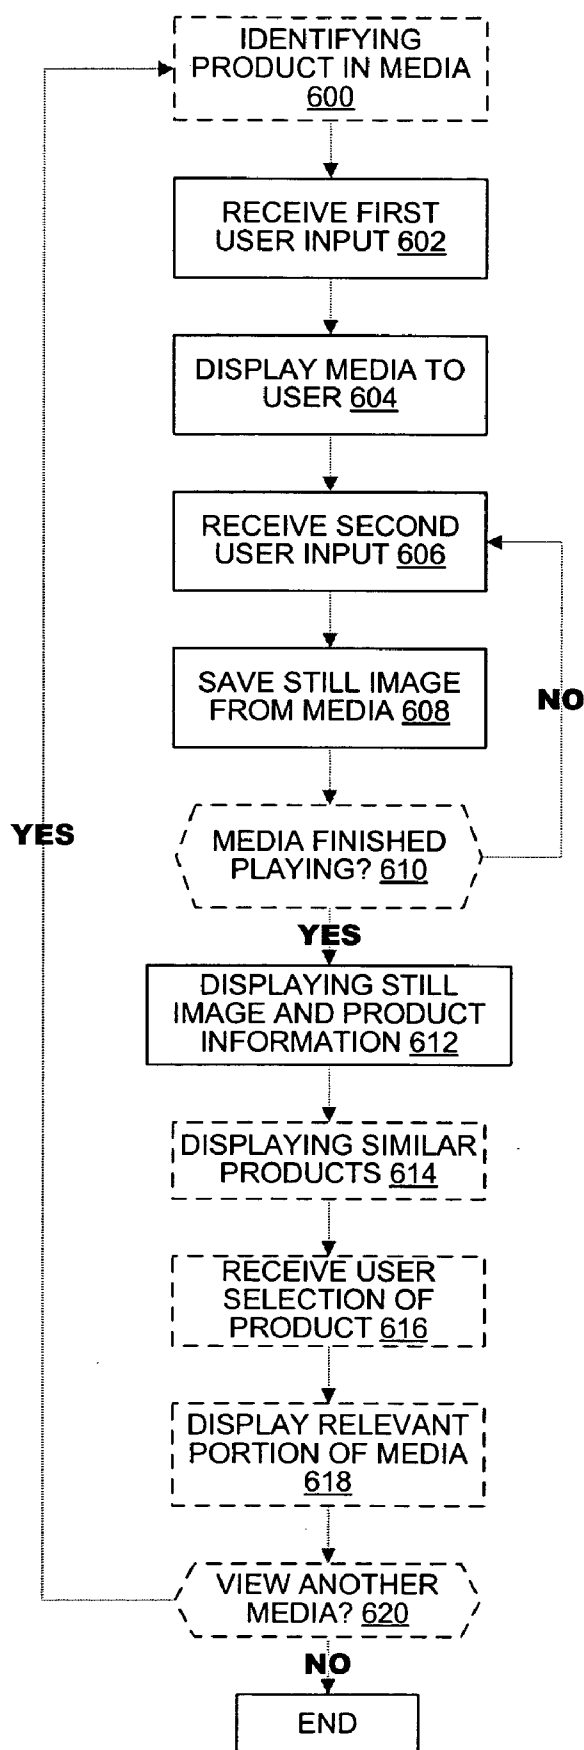 IDENTIFYING
PRODUCT IN MEDIA
600
RECEIVE FIRST
USER INPUT 602
DISPLAY MEDIA TO
USER 604
RECEIVE SECOND
USER INPUT 606
SAVE STILL IMAGE
FROM MEDIA 608
NO
YES
MEDIA FINISHED
PLAYING? 610
YES
DISPLAYING STILL
IMAGE AND PRODUCT
INFORMATION 612
DISPLAYING SIMILAR
PRODUCTS 614
RECEIVE USER
SELECTION OF
PRODUCT 616
DISPLAY RELEVANT
PORTION OF MEDIA
618
VIEW ANOTHER
MEDIA? 620
NO
END